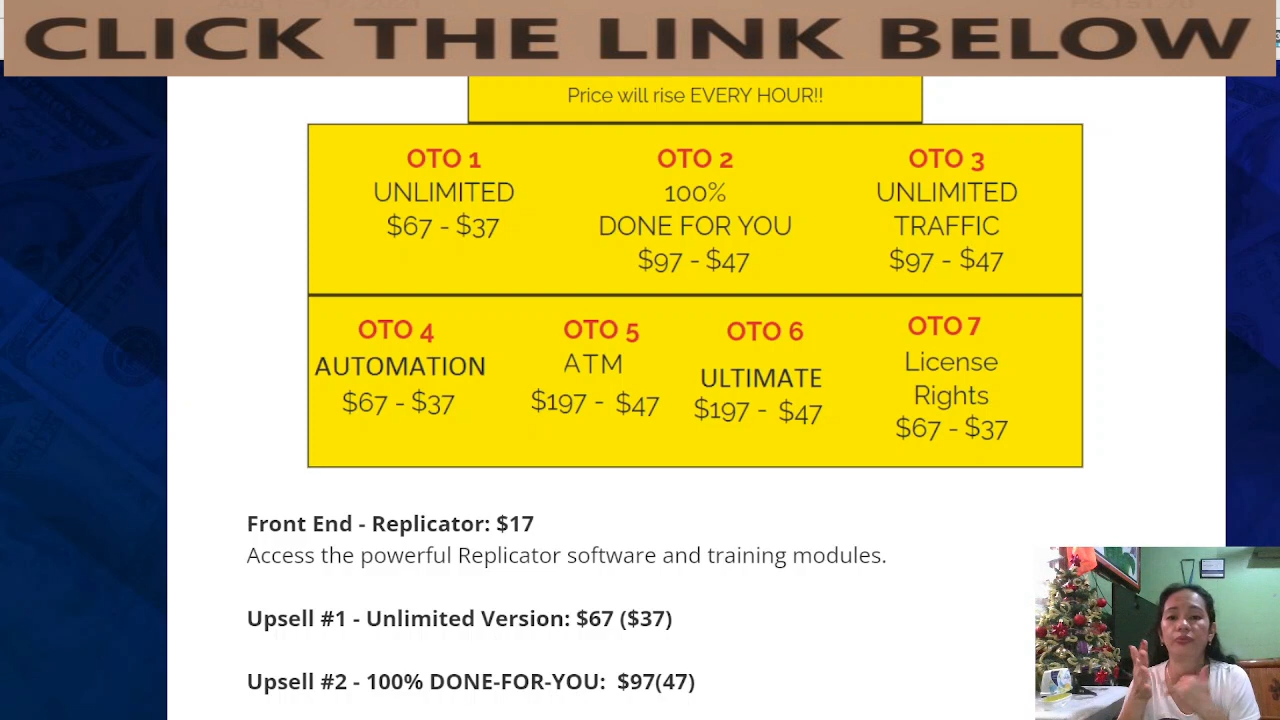 CLICK THE LINK BELOW
Price will rise EVERY HOUR!!
OTO 1
UNLIMITED
$67 - $37
OTO 2
100%
DONE FOR YOU
$97 - $47
OTO 3
UNLIMITED
TRAFFIC
$97 - $47
OTO 4
AUTOMATION
$67 - $37
OTO 5
ATM
$197 - $47
OTO 6
ULTIMATE
$197 - $47
OTO 7
License
Rights
$67 - $37
Front End - Replicator: $17
Access the powerful Replicator software and training modules.
Upsell #1 - Unlimited Version: $67 ($37)
Upsell #2 - 100% DONE-FOR-YOU: $97(47)